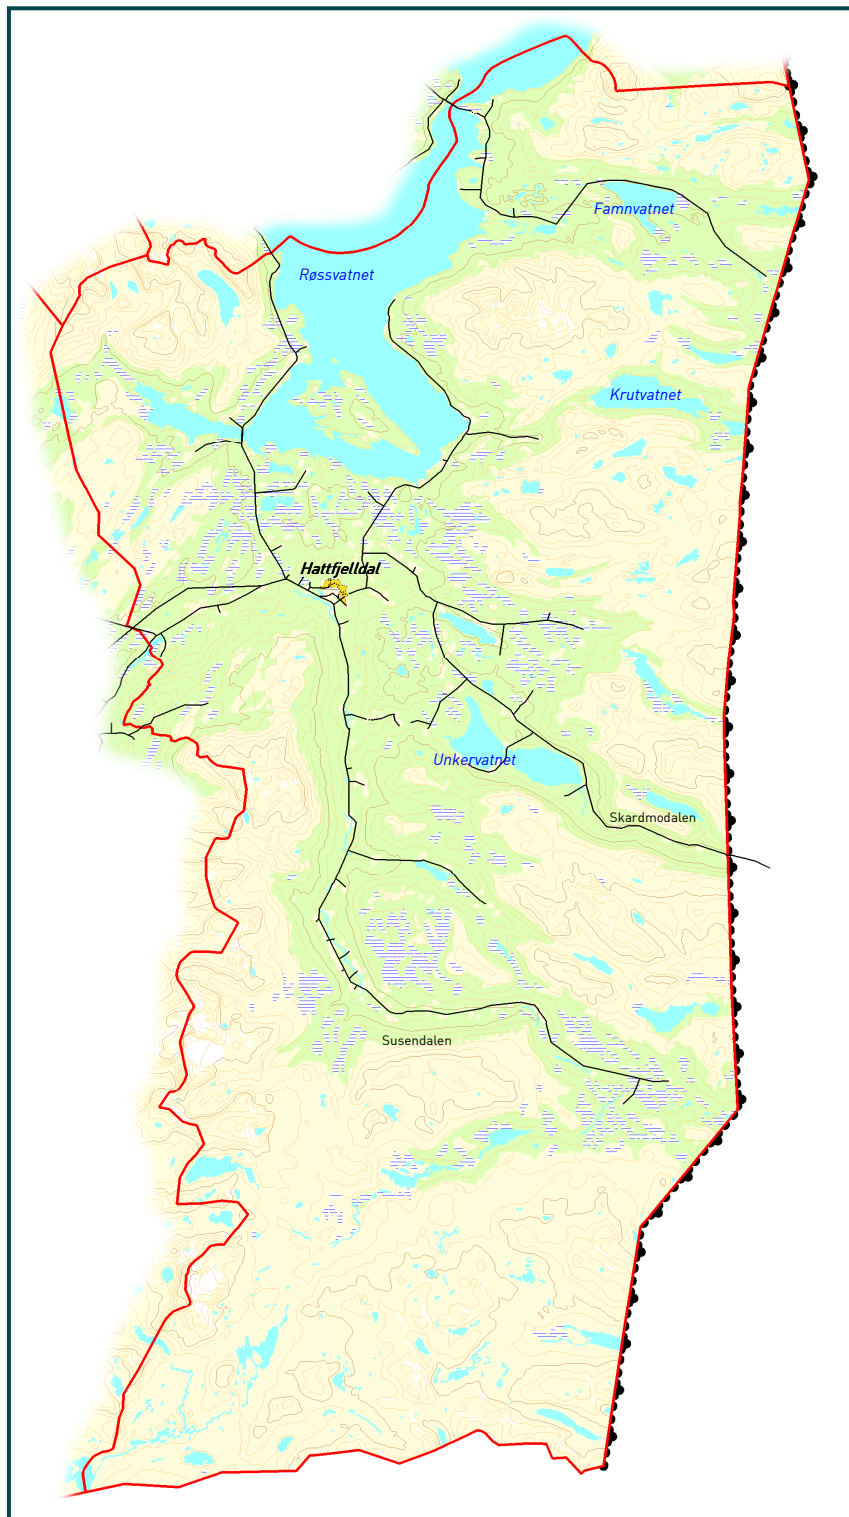 Famnvatnet
Røssvatnet
Krutvatnet
Hattfjelldal
Unkervatnet
Skardmodalen
Susendalen